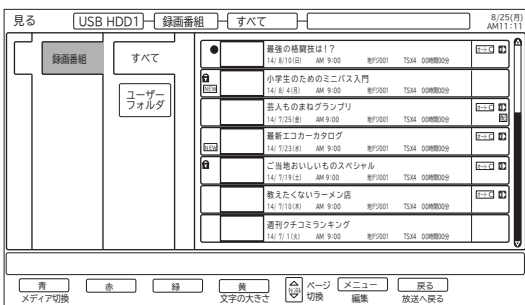 見る
USB HDD1
録画番組
すべて
8/25(月)
AM11:11
録画番組
すべて
ユーザー
フォルダ
最強の格闘技は!?
14/ 8/10(日) AM 9:00 地デジ001 TSX4 00時間00分
小学生のためのミニバス入門
NEW
14/ 8/ 4(月) AM 9:00 地デジ001 TSX4 00時間00分
芸人ものまねグランプリ
14/ 7/25(金) AM 9:00 地デジ001 TSX4 00時間00分
最新エコカーカタログ
NEW
14/ 7/23(水) AM 9:00 地デジ001 TSX4 00時間00分
ご当地おいしいものスペシャル
14/ 7/19(土) AM 9:00 地デジ001 TSX4 00時間00分
教えたくないラーメン店
14/ 7/10(木) AM 9:00 地デジ001 TSX4 00時間00分
週刊クチコミランキング
14/ 7/ 1(火) AM 9:00 地デジ001 TSX4 00時間00分
青
赤
緑
黄
ページ
切換
メニュー
戻る
メディア切換
文字の大きさ
編集
放送へ戻る